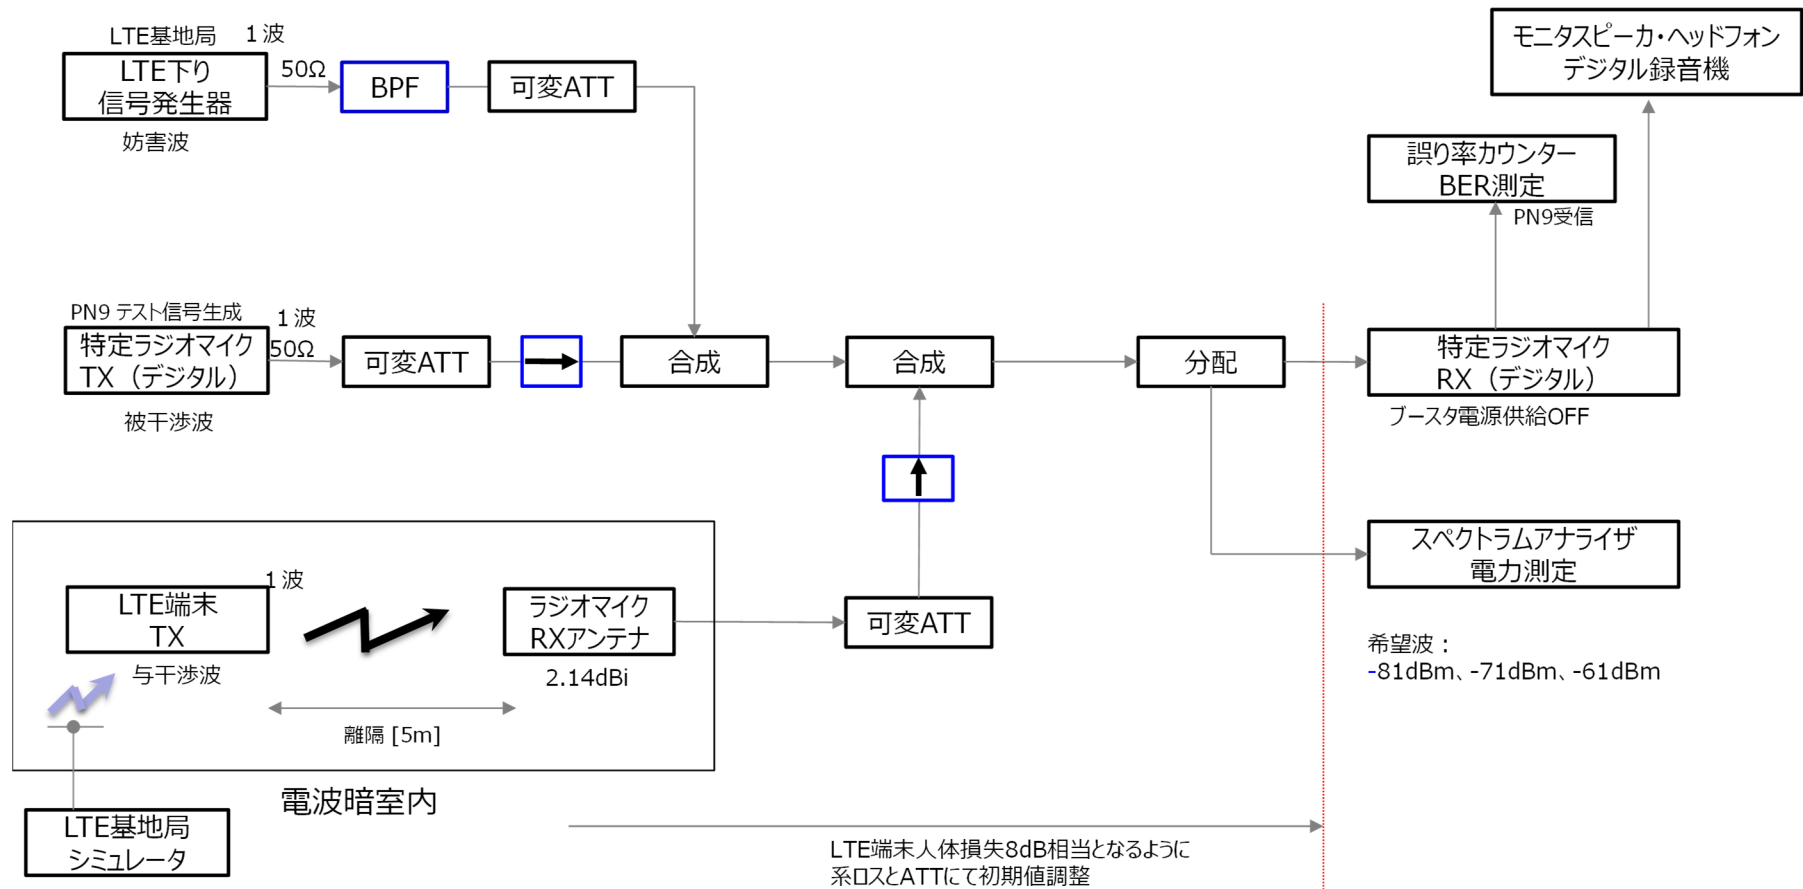 LTE基地局
1波
LTE下り
信号発生器
50Ω
BPF
可変ATT
妨害波
モニタスピーカ・ヘッドフォン
デジタル録音機
誤り率カウンター
BER測定
PN9受信
PN9 テスト信号生成
1波
特定ラジオマイク
TX（デジタル）
50Ω
可変ATT
合成
合成
分配
特定ラジオマイク
RX（デジタル）
被干渉波
ブースタ電源供給OFF
スペクトラムアナライザ
電力測定
1波
LTE端末
TX
ラジオマイク
RXアンテナ
可変ATT
与干渉波
2.14dBi
希望波：
-81dBm、-71dBm、-61dBm
離隔 [5m]
電波暗室内
LTE基地局
シミュレータ
LTE端末人体損失8dB相当となるように
系ロスとATTにて初期値調整